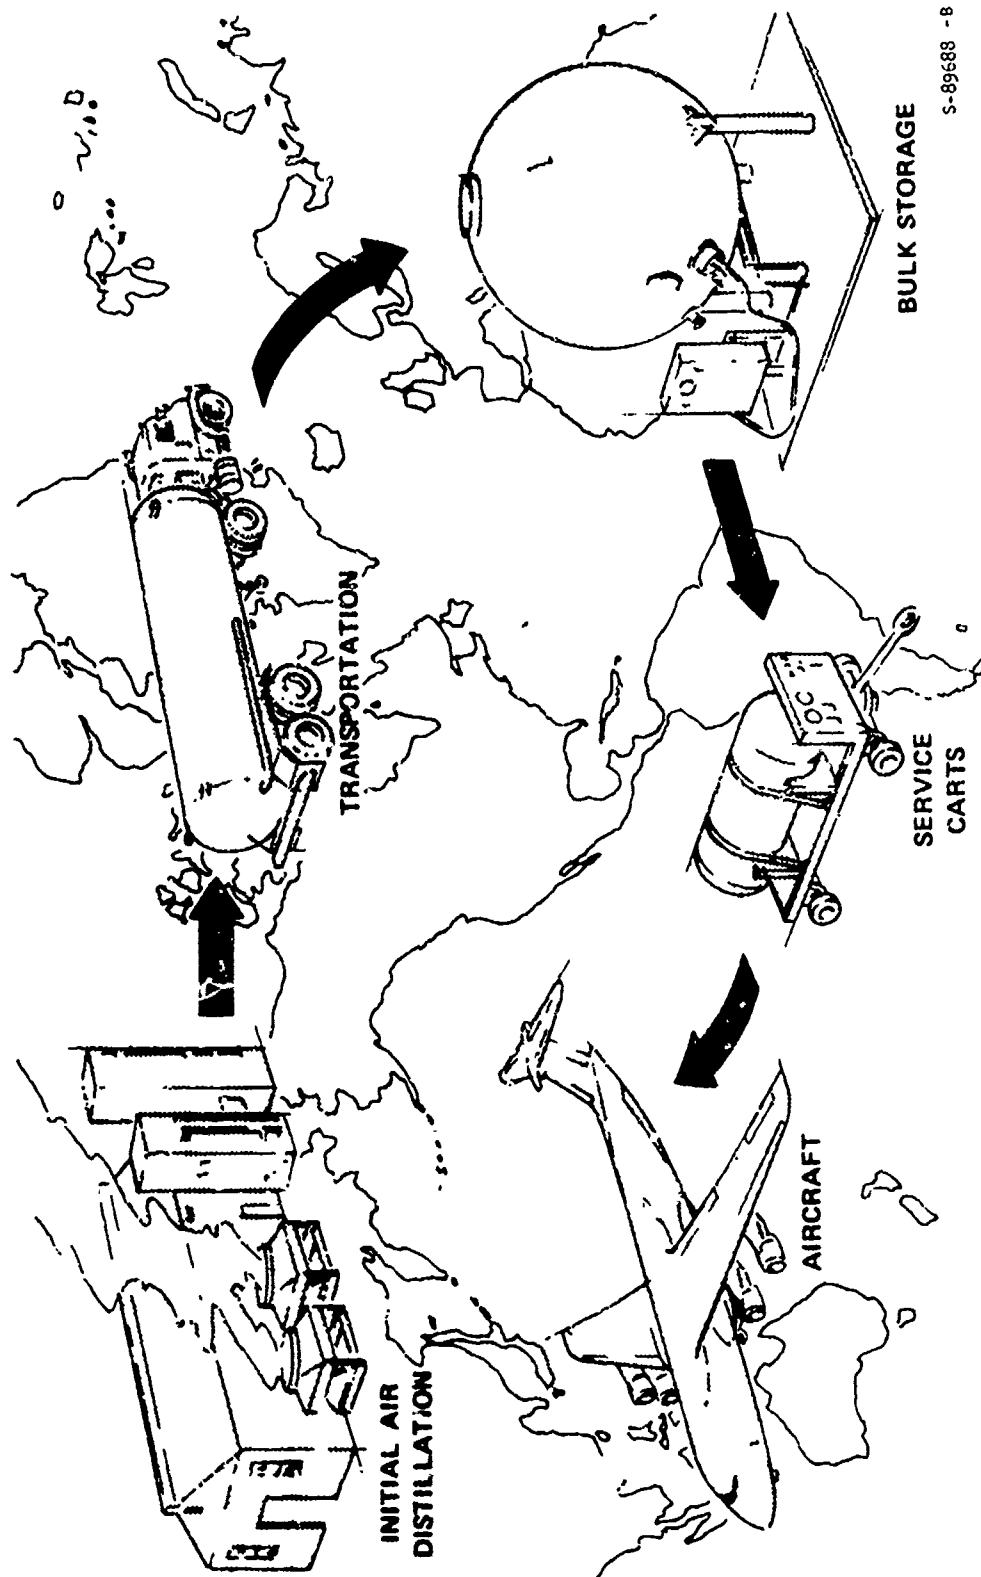 INITIAL AIR
DISTILLATION
TRANSPORTATION
BULK STORAGE
SERVICE
CARTS
AIRCRAFT
S-89688 -B